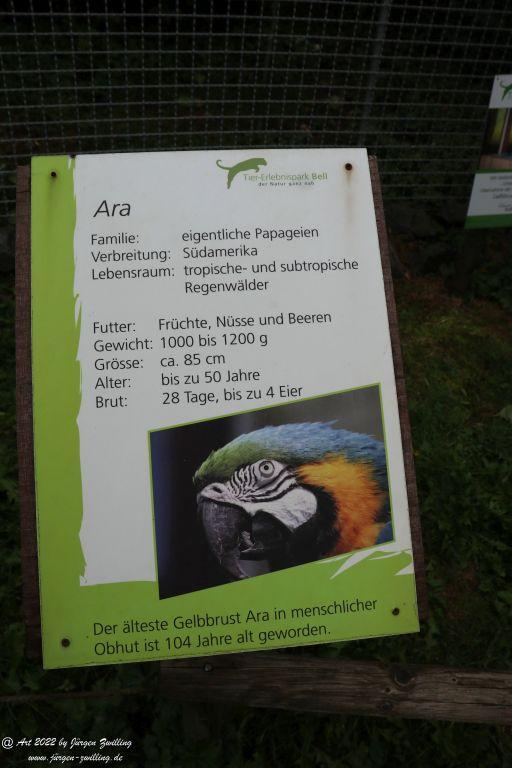 Tier-Erlebnispark Bell
der Natur ganz nah
Ara
Familie: eigentliche Papageien
Verbreitung: Südamerika
Lebensraum: tropische- und subtropische
Regenwälder
Futter: Früchte, Nüsse und Beeren
Gewicht: 1000 bis 1200 g
Grösse: ca. 85 cm
Alter: bis zu 50 Jahre
Brut: 28 Tage, bis zu 4 Eier
Der älteste Gelbbrust Ara in menschlicher
Obhut ist 104 Jahre alt geworden.
@ Art 2022 by Jürgen Zwilling
www.jürgen-zwilling.de